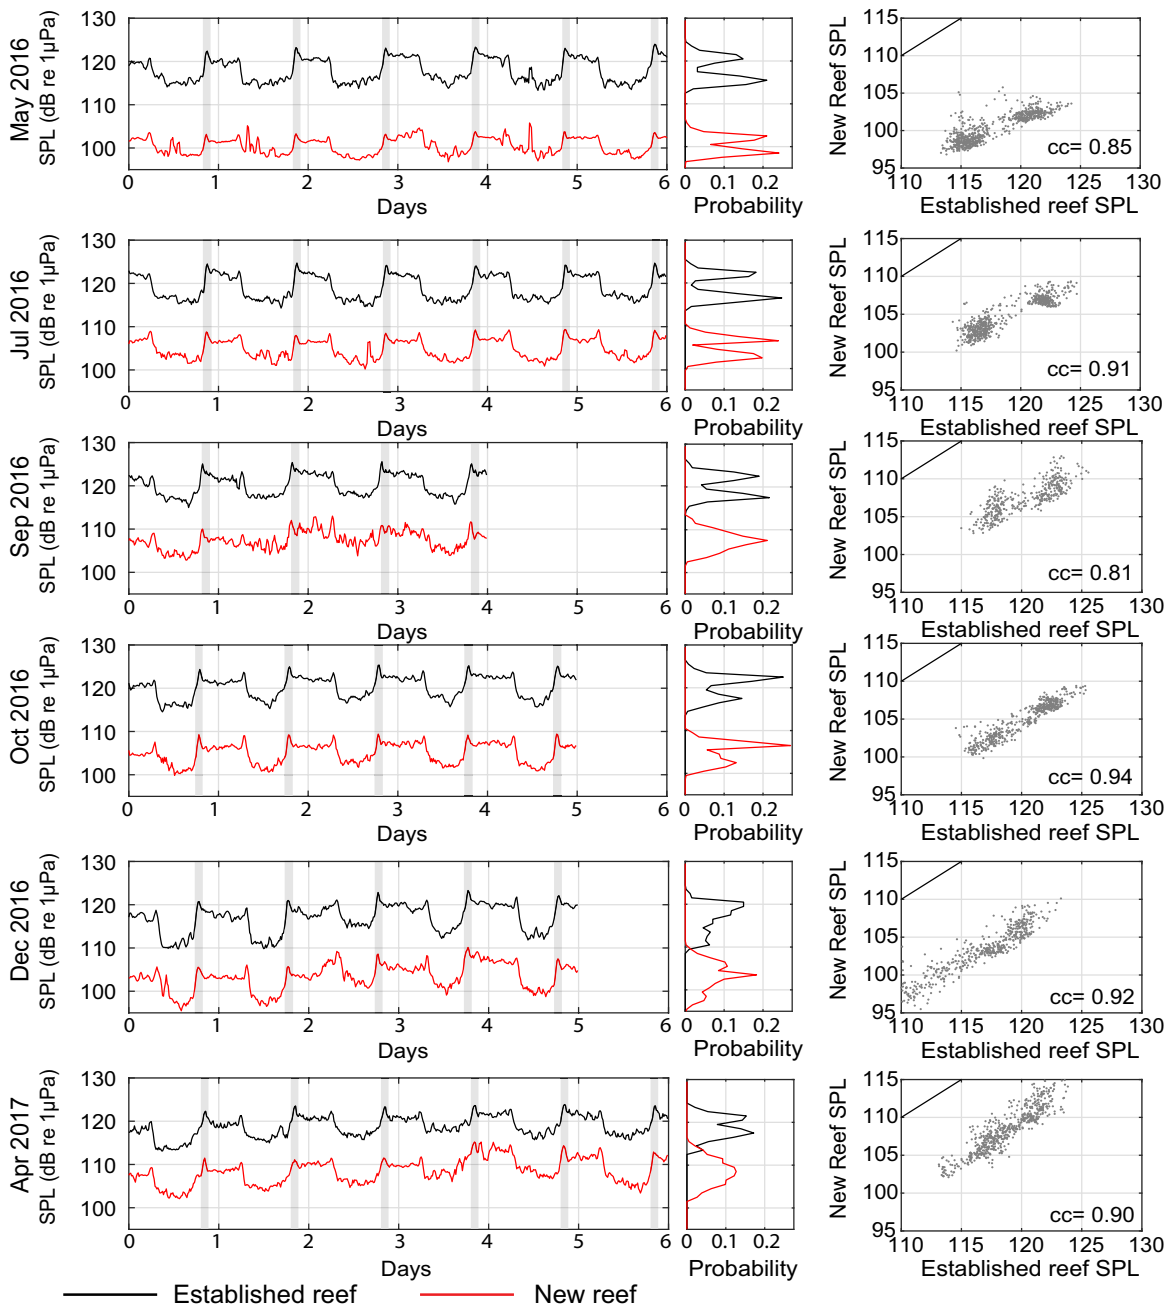 May 2016
SPL (dB re 1µPa)
130
120
110
100
0 1 2 3 4 5 6
Days
0 0.1 0.2
Probability
New Reef SPL
115
110
105
100
95
cc= 0.85
110 115 120 125 130
Established reef SPL
Jul 2016
SPL (dB re 1µPa)
130
120
110
100
0 1 2 3 4 5 6
Days
0 0.1 0.2
Probability
New Reef SPL
115
110
105
100
95
cc= 0.91
110 115 120 125 130
Established reef SPL
Sep 2016
SPL (dB re 1µPa)
130
120
110
100
0 1 2 3 4 5 6
Days
0 0.1 0.2
Probability
New Reef SPL
115
110
105
100
95
cc= 0.81
110 115 120 125 130
Established reef SPL
Oct 2016
SPL (dB re 1µPa)
130
120
110
100
0 1 2 3 4 5 6
Days
0 0.1 0.2
Probability
New Reef SPL
115
110
105
100
95
cc= 0.94
110 115 120 125 130
Established reef SPL
Dec 2016
SPL (dB re 1µPa)
130
120
110
100
0 1 2 3 4 5 6
Days
0 0.1 0.2
Probability
New Reef SPL
115
110
105
100
95
cc= 0.92
110 115 120 125 130
Established reef SPL
Apr 2017
SPL (dB re 1µPa)
130
120
110
100
0 1 2 3 4 5 6
Days
0 0.1 0.2
Probability
New Reef SPL
115
110
105
100
95
cc= 0.90
110 115 120 125 130
Established reef SPL
Established reef New reef